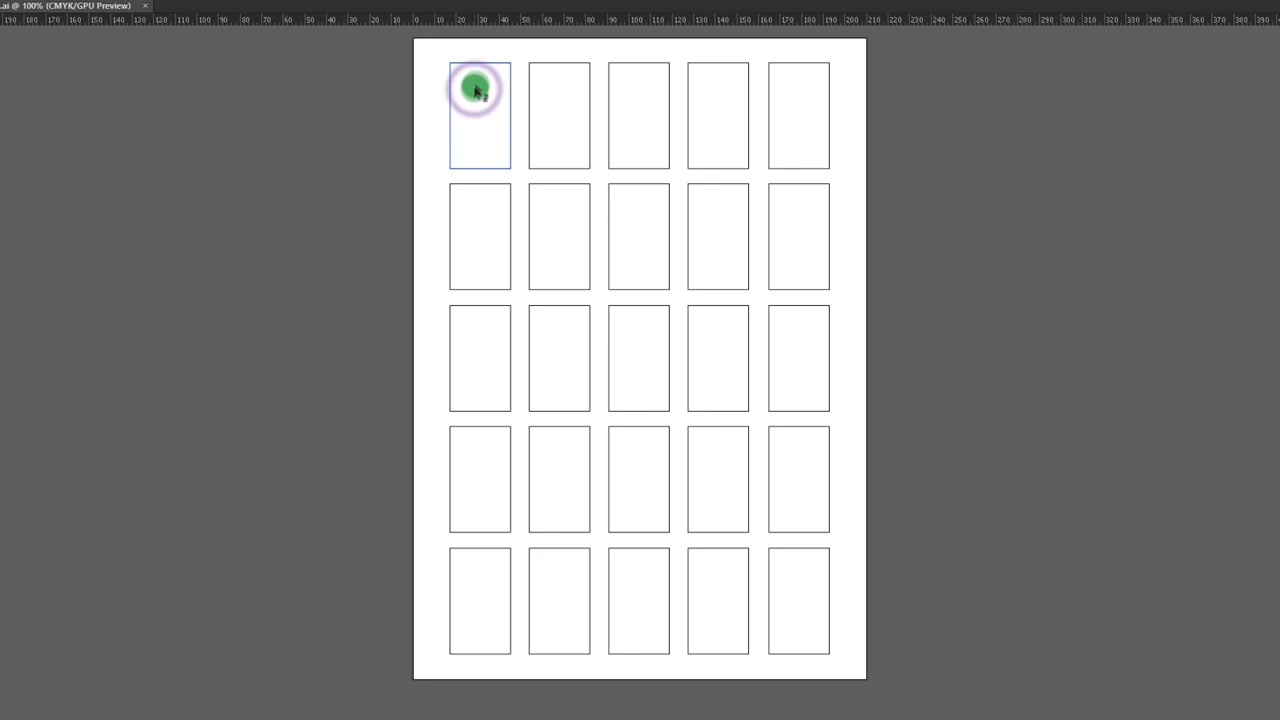 .ai @ 100% (CMYK/GPU Preview) ×
190 180 170 160 150 140 130 120 110 100 90 80 70 60 50 40 30 20 10 0 10 20 30 40 50 60 70 80 90 100 110 120 130 140 150 160 170 180 190 200 210 220 230 240 250 260 270 280 290 300 310 320 330 340 350 360 370 380 390